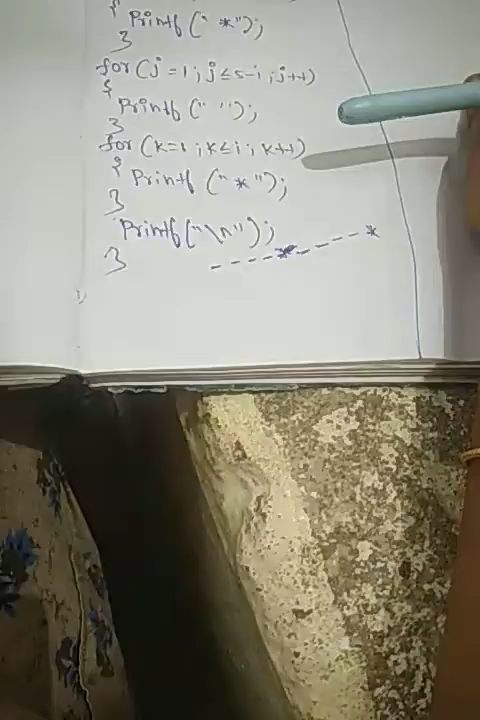 {
Printf (" *");
}
for (j = 1; j ≤ 5-i; j++)
{
Printf (" ");
}
for (k=1; k≤i; k++)
{
Printf ("*");
}
Printf("\n");
}
- - - - * - - - - *